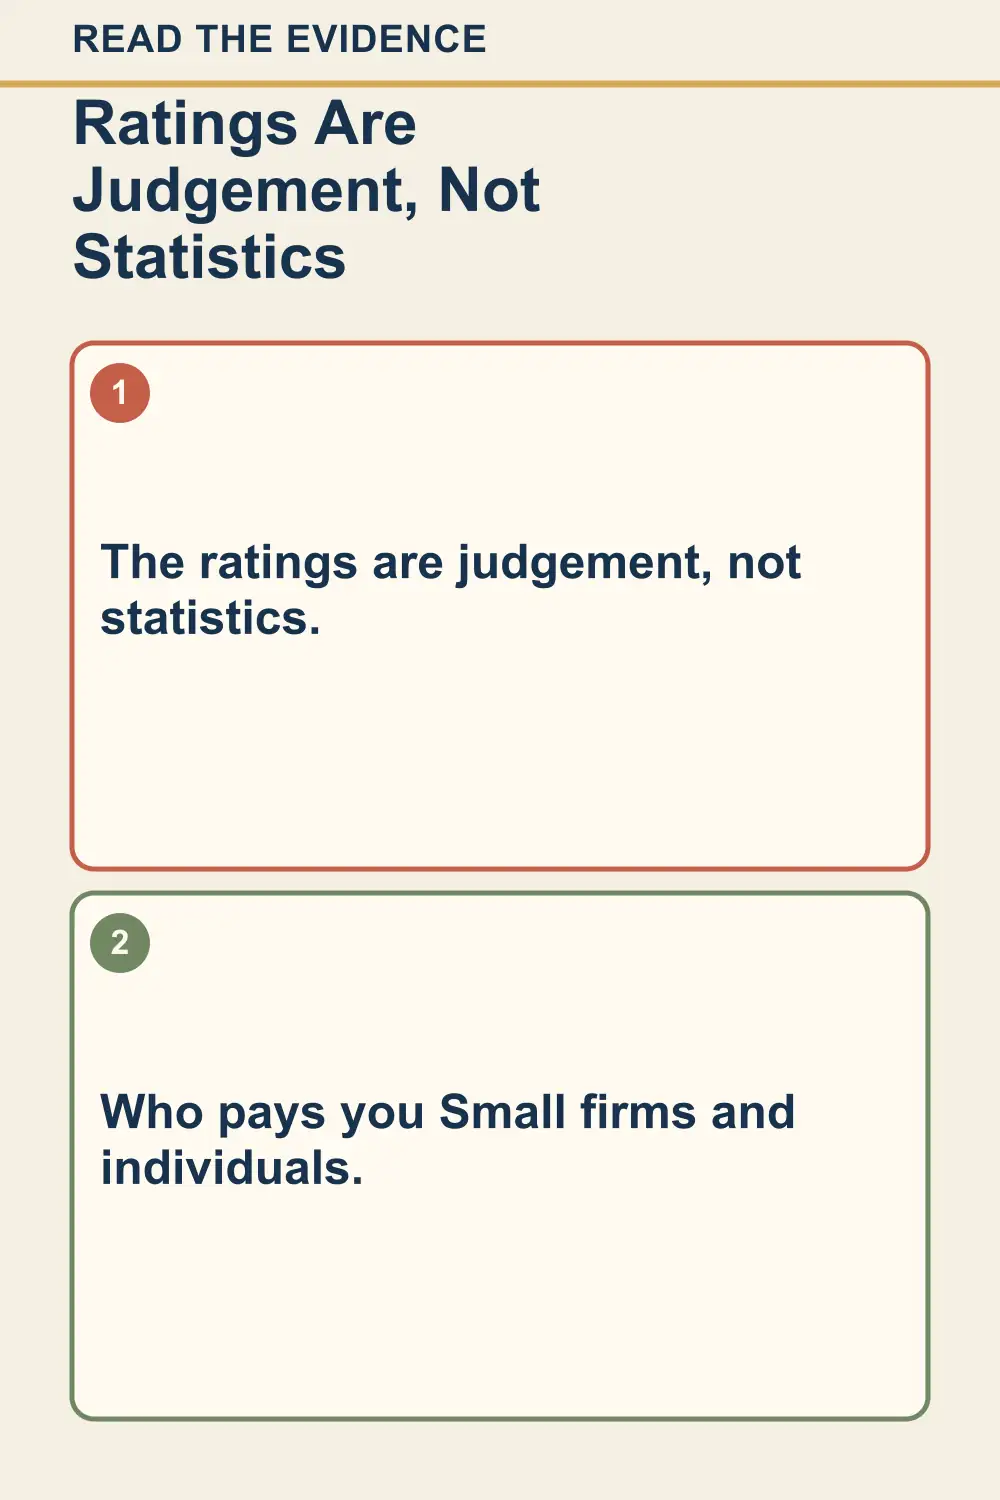 READ THE EVIDENCE
Ratings Are
Judgement, Not
Statistics
1
The ratings are judgement, not
statistics.
2
Who pays you Small firms and
individuals.